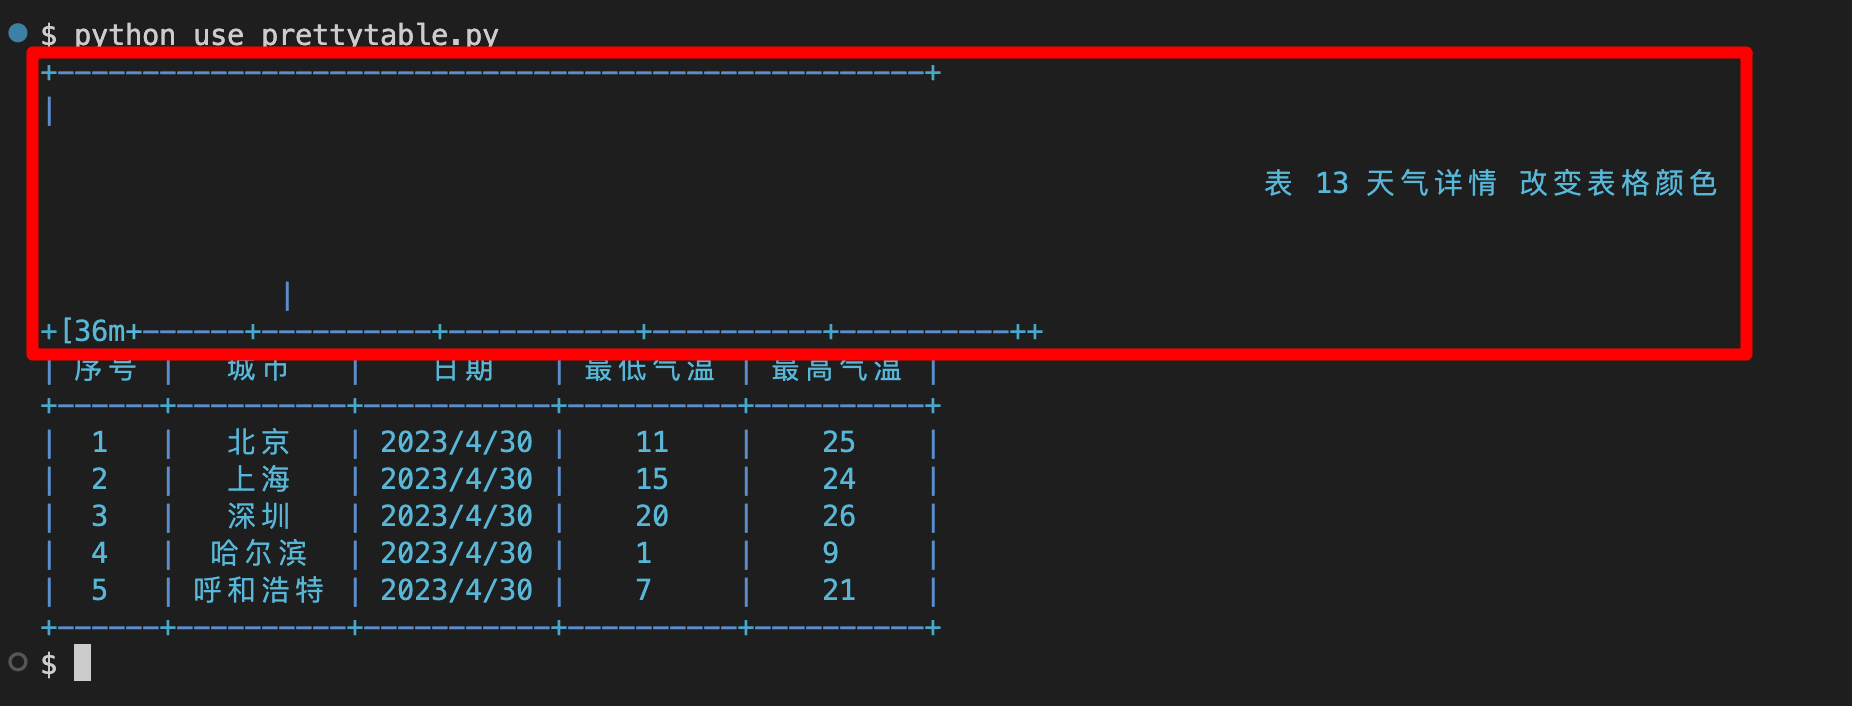 $ python use prettytable.py
+----------------------------------------------------+
|
表 13 天气详情 改变表格颜色
|
+[36m+------+----------+-----------+----------+----------++
| 序号 | 城市 | 日期 | 最低气温 | 最高气温 |
+------+----------+-----------+----------+----------+
| 1 | 北京 | 2023/4/30 | 11 | 25 |
| 2 | 上海 | 2023/4/30 | 15 | 24 |
| 3 | 深圳 | 2023/4/30 | 20 | 26 |
| 4 | 哈尔滨 | 2023/4/30 | 1 | 9 |
| 5 | 呼和浩特 | 2023/4/30 | 7 | 21 |
+------+----------+-----------+----------+----------+
$